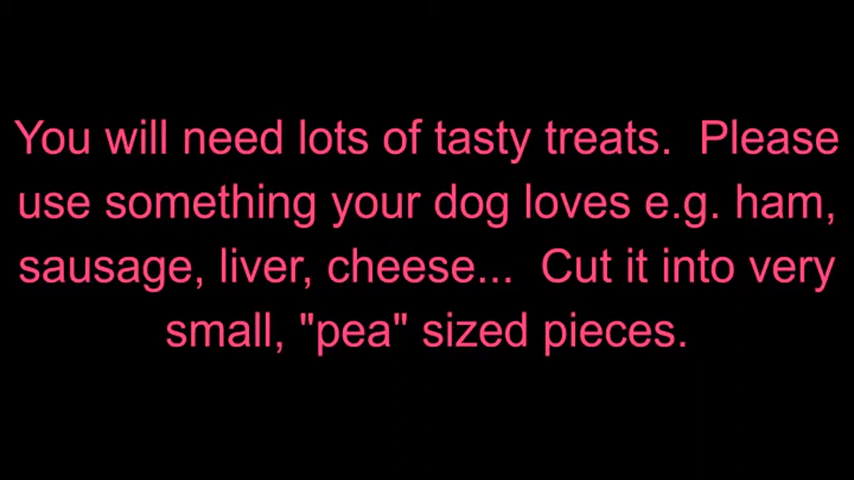 You will need lots of tasty treats.  Please
use something your dog loves e.g. ham,
sausage, liver, cheese...  Cut it into very
small, "pea" sized pieces.